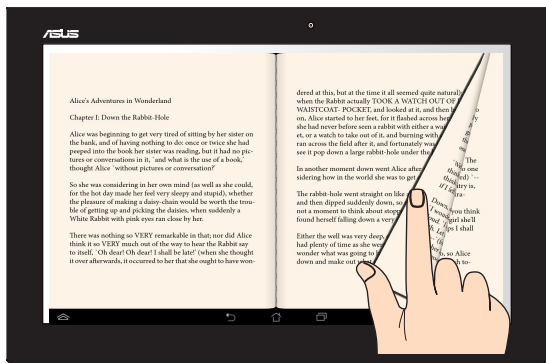 ASUS
Alice's Adventures in Wonderland
Chapter I: Down the Rabbit-Hole
Alice was beginning to get very tired of sitting by her sister on
the bank, and of having nothing to do: once or twice she had
peeped into the book her sister was reading, but it had no pic-
tures or conversations in it, `and what is the use of a book,'
thought Alice `without pictures or conversation?'
So she was considering in her own mind (as well as she could,
for the hot day made her feel very sleepy and stupid), whether
the pleasure of making a daisy-chain would be worth the trou-
ble of getting up and picking the daisies, when suddenly a
White Rabbit with pink eyes ran close by her.
There was nothing so VERY remarkable in that; nor did Alice
think it so VERY much out of the way to hear the Rabbit say
to itself, `Oh dear! Oh dear! I shall be late!' (when she thought
it over afterwards, it occurred to her that she ought to have won-
dered at this, but at the time it all seemed quite natural)
when the Rabbit actually TOOK A WATCH OUT OF
WAISTCOAT- POCKET, and looked at it, and then
on, Alice started to her feet, for it flashed across her
she had never before seen a rabbit with either a
et, or a watch to take out of it, and burning with
ran across the field after it, and fortunately was
see it pop down a large rabbit-hole under the
In another moment down went Alice after
sidering how in the world she was to get
The rabbit-hole went straight on like
and then dipped suddenly down, so
not a moment to think about
found herself falling down a very
Either the well was very deep,
had plenty of time as she
wonder what was going to
down and make out
The
Down,
you think
girl she'll
I shall
so Alice